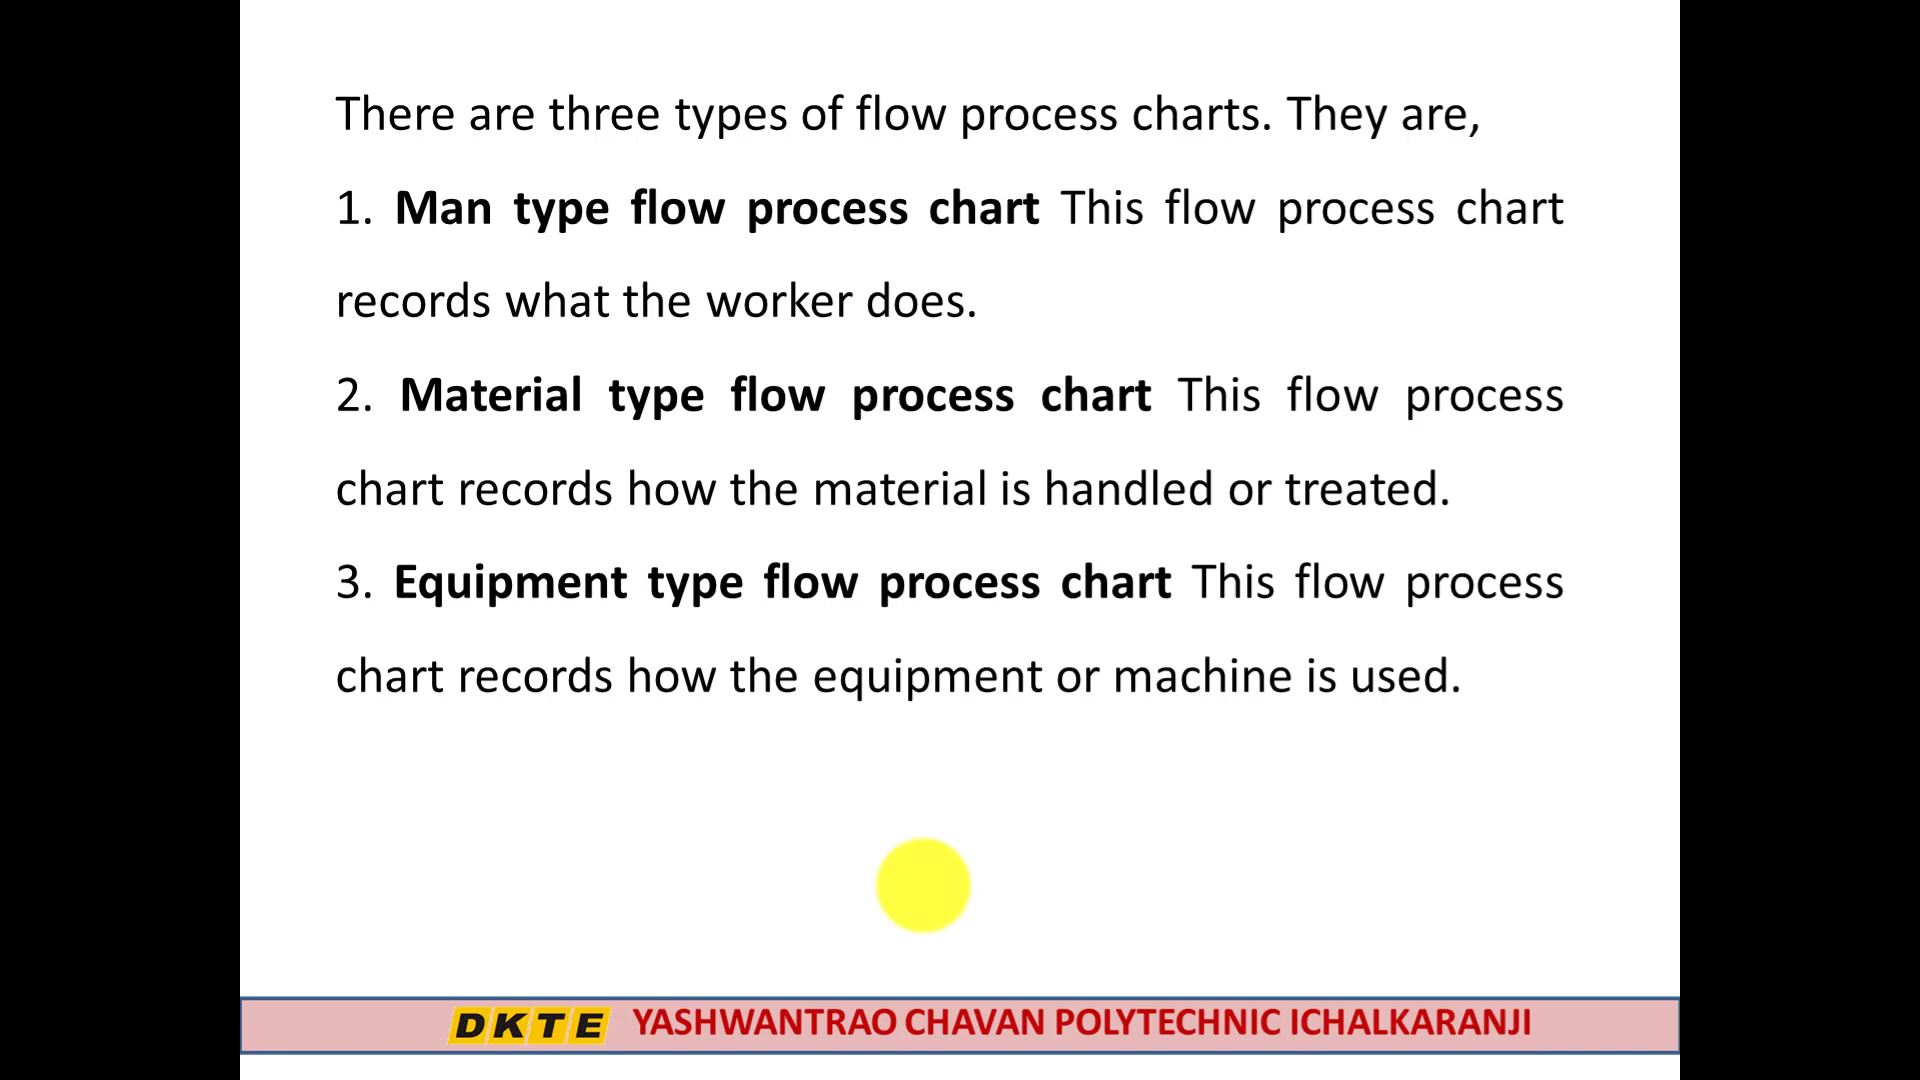 There are three types of flow process charts. They are,
1. Man type flow process chart This flow process chart
records what the worker does.
2. Material type flow process chart This flow process
chart records how the material is handled or treated.
3. Equipment type flow process chart This flow process
chart records how the equipment or machine is used.
DKTE YASHWANTRAO CHAVAN POLYTECHNIC ICHALKARANJI